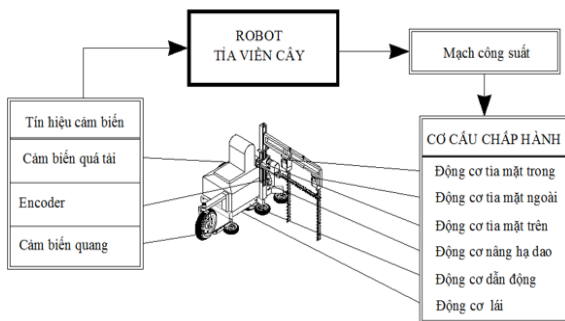 ROBOT
TỈA VIỀN CÂY
Mạch công suất
Tín hiệu cảm biến
Cảm biến quá tải
Encoder
Cảm biến quang
CƠ CẤU CHẤP HÀNH
Động cơ tỉa mặt trong
Động cơ tỉa mặt ngoài
Động cơ tỉa mặt trên
Động cơ nâng hạ dao
Động cơ dẫn động
Động cơ lái